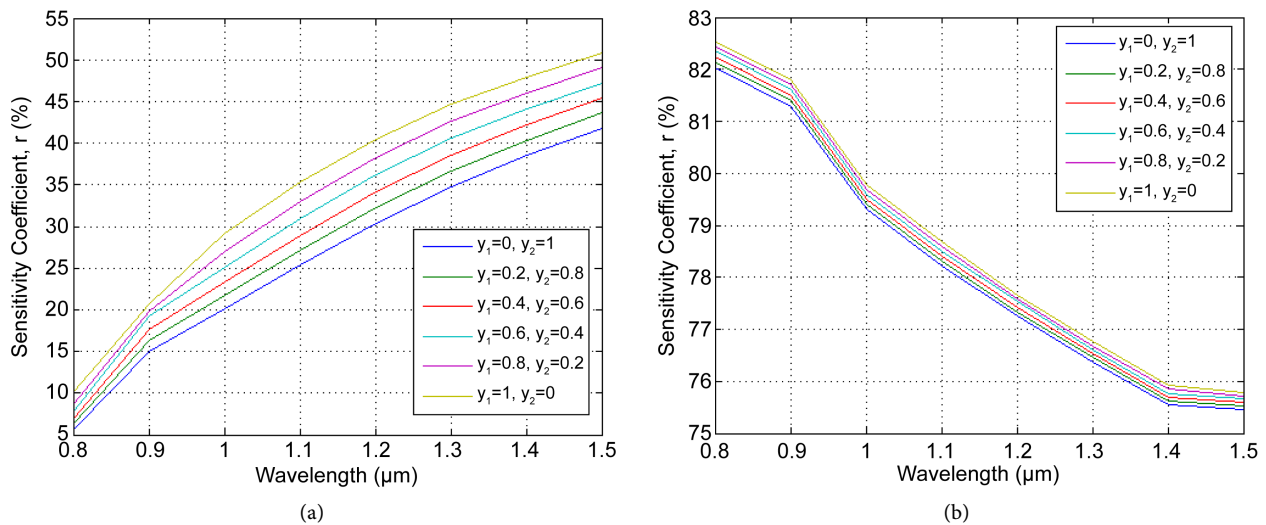 55
50
45
40
35
30
25
20
15
10
5
Sensitivity Coefficient, r (%)
y₁=0, y₂=1
y₁=0.2, y₂=0.8
y₁=0.4, y₂=0.6
y₁=0.6, y₂=0.4
y₁=0.8, y₂=0.2
y₁=1, y₂=0
0.8 0.9 1 1.1 1.2 1.3 1.4 1.5
Wavelength (µm)
(a)
83
82
81
80
79
78
77
76
75
Sensitivity Coefficient, r (%)
y₁=0, y₂=1
y₁=0.2, y₂=0.8
y₁=0.4, y₂=0.6
y₁=0.6, y₂=0.4
y₁=0.8, y₂=0.2
y₁=1, y₂=0
0.8 0.9 1 1.1 1.2 1.3 1.4 1.5
Wavelength (µm)
(b)